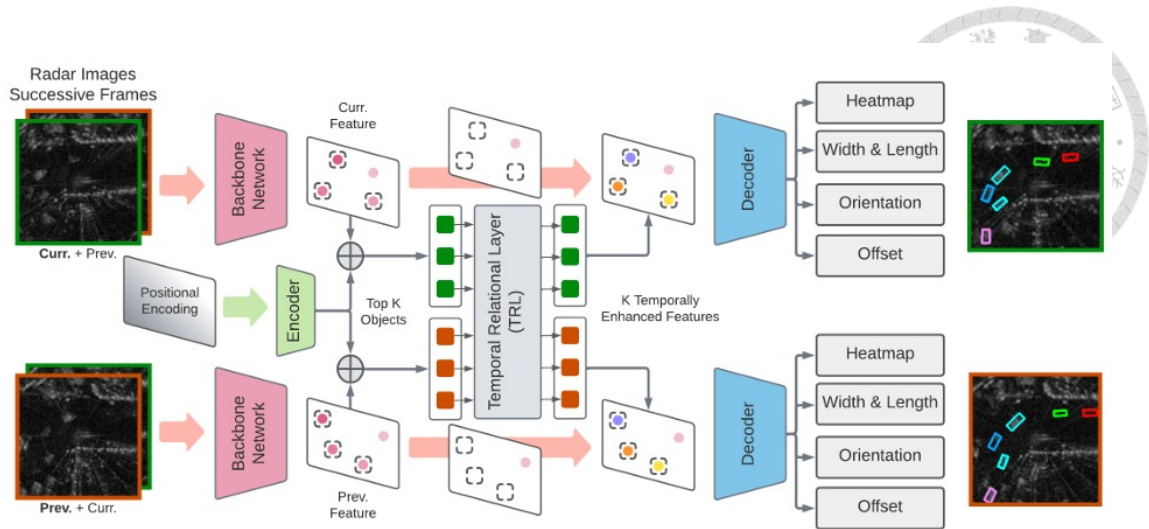 Radar Images
Successive Frames
Curr. + Prev.
Backbone
Network
Curr.
Feature
Positional
Encoding
Encoder
Top K
Objects
Temporal Relational Layer
(TRL)
K Temporally
Enhanced Features
Decoder
Heatmap
Width & Length
Orientation
Offset
Backbone
Network
Prev. + Curr.
Prev.
Feature
Decoder
Heatmap
Width & Length
Orientation
Offset